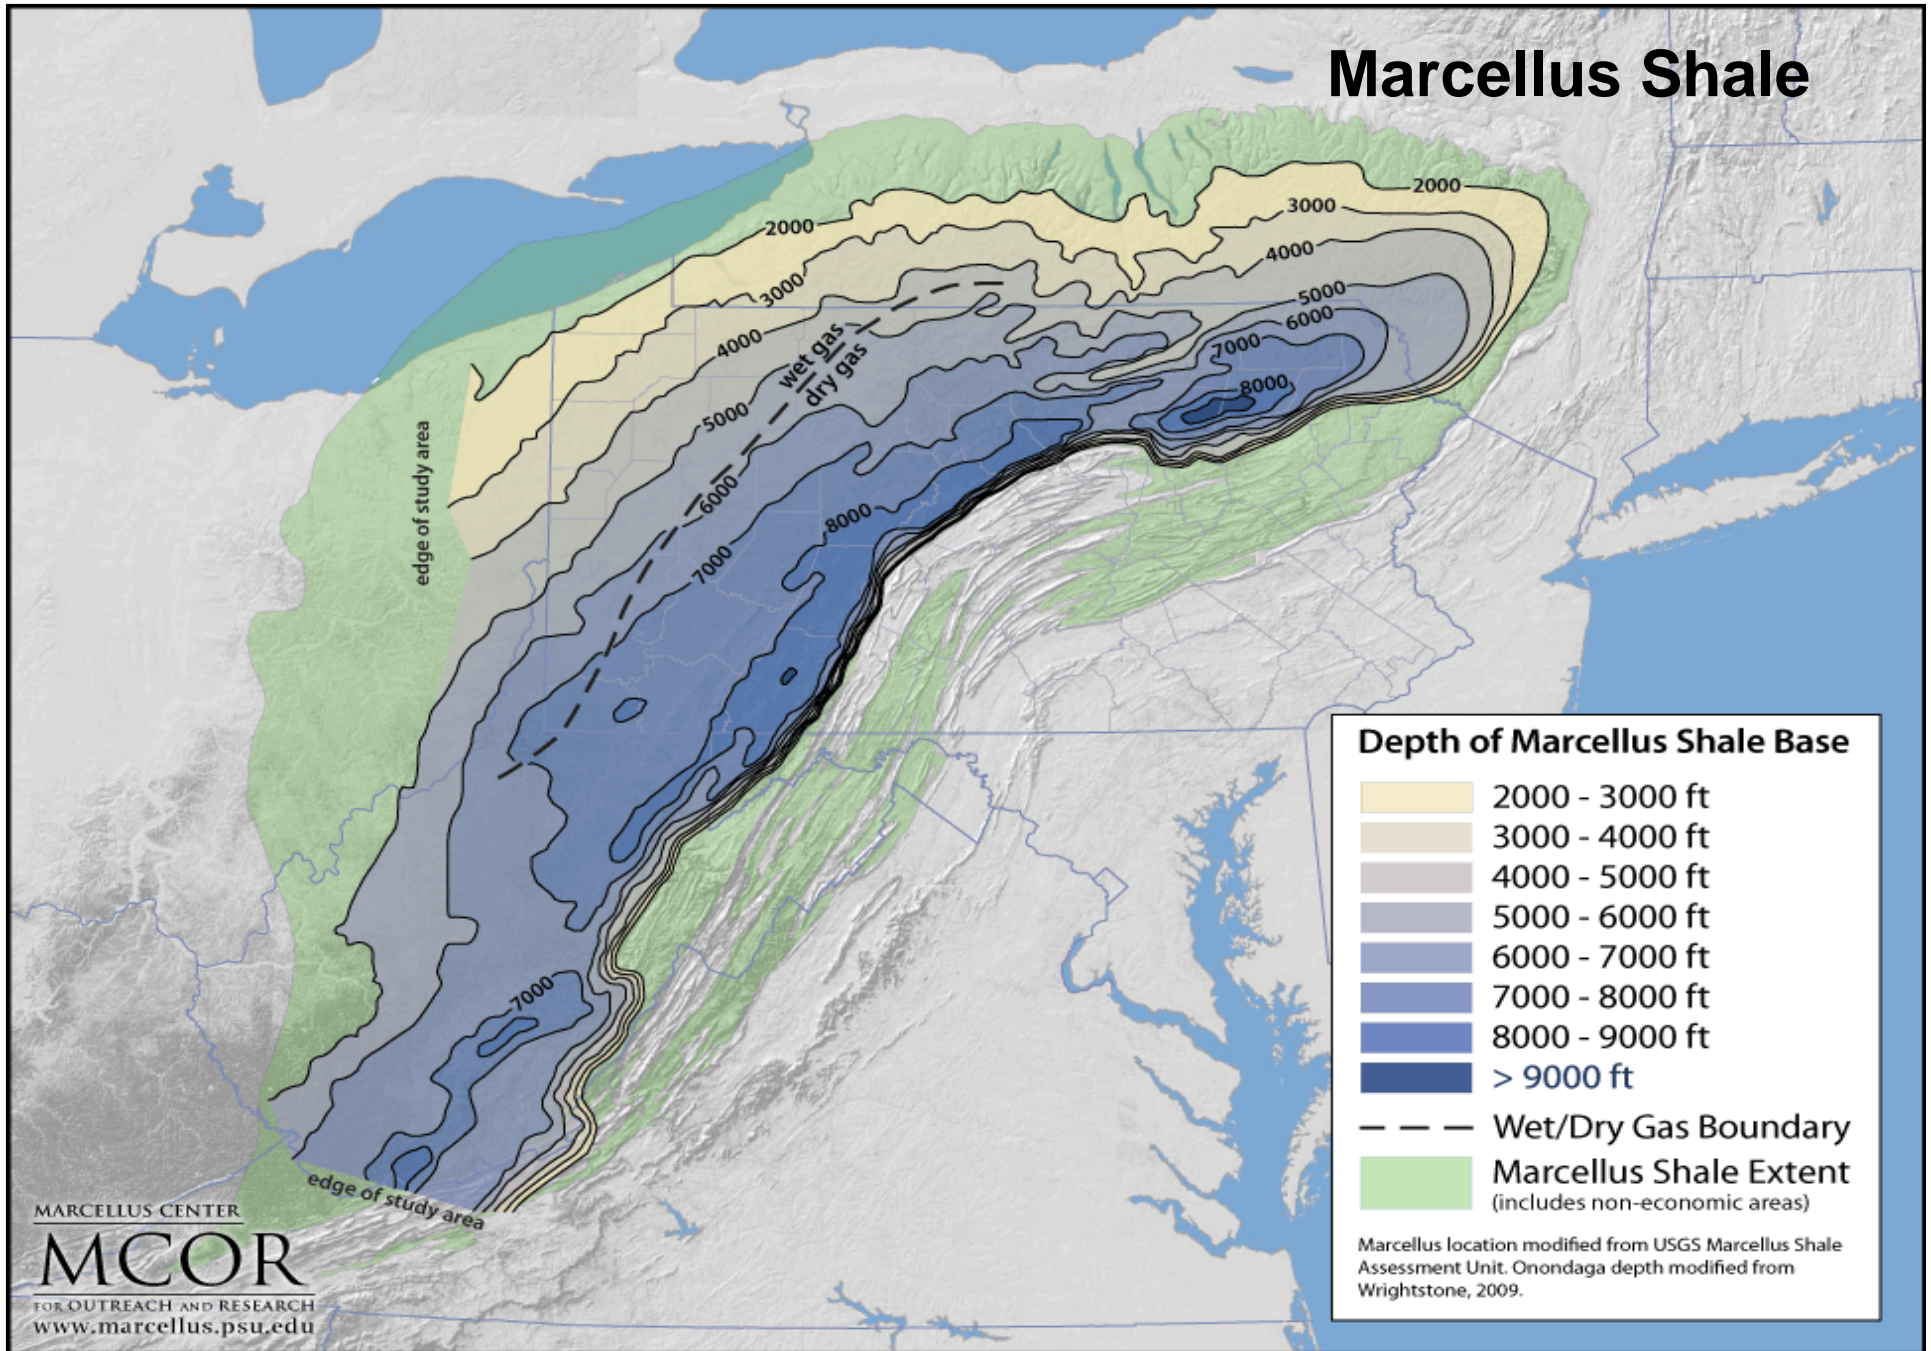 Marcellus Shale
2000
3000
2000
4000
3000
5000
6000
4000
wet gas
dry gas
7000
8000
5000
edge of study area
6000
8000
7000
7000
edge of study area
Depth of Marcellus Shale Base
2000 - 3000 ft
3000 - 4000 ft
4000 - 5000 ft
5000 - 6000 ft
6000 - 7000 ft
7000 - 8000 ft
8000 - 9000 ft
> 9000 ft
Wet/Dry Gas Boundary
Marcellus Shale Extent
(includes non-economic areas)
Marcellus location modified from USGS Marcellus Shale
Assessment Unit. Onondaga depth modified from
Wrightstone, 2009.
MARCELLUS CENTER
MCOR
FOR OUTREACH AND RESEARCH
www.marcellus.psu.edu